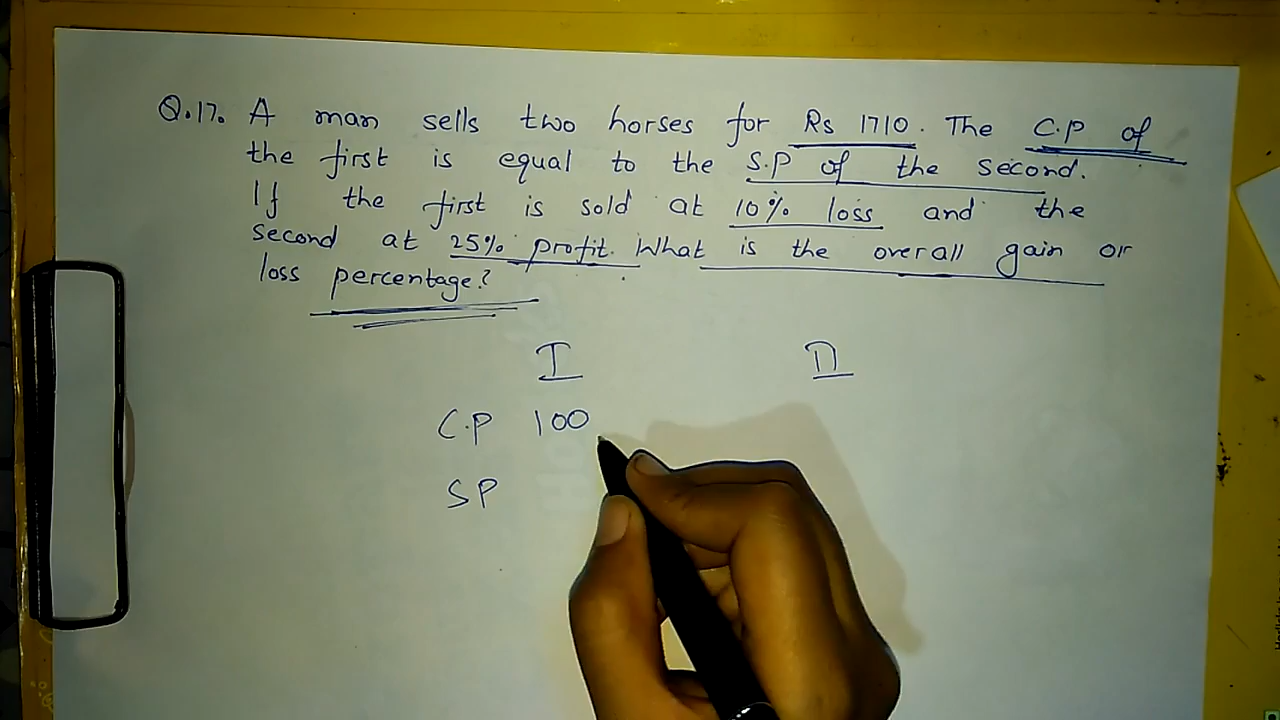 Q.17. A man sells two horses for Rs 1710. The C.P of
the first is equal to the S.P of the second.
If the first is sold at 10% loss and the
second at 25% profit. What is the overall gain or
loss percentage?
I II
C.P 100
SP